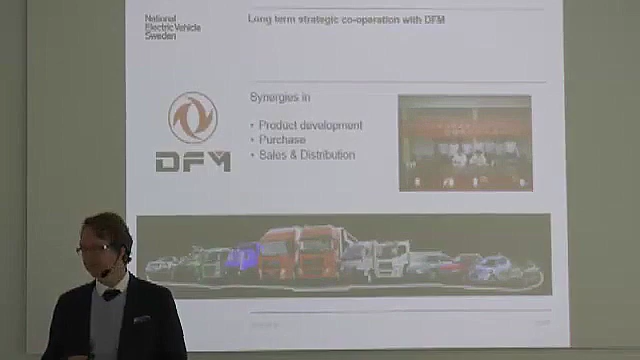 National
Electric Vehicle
Sweden
Long term strategic co-operation with DFM
Synergies in
• Product development
• Purchase
• Sales & Distribution
DFM